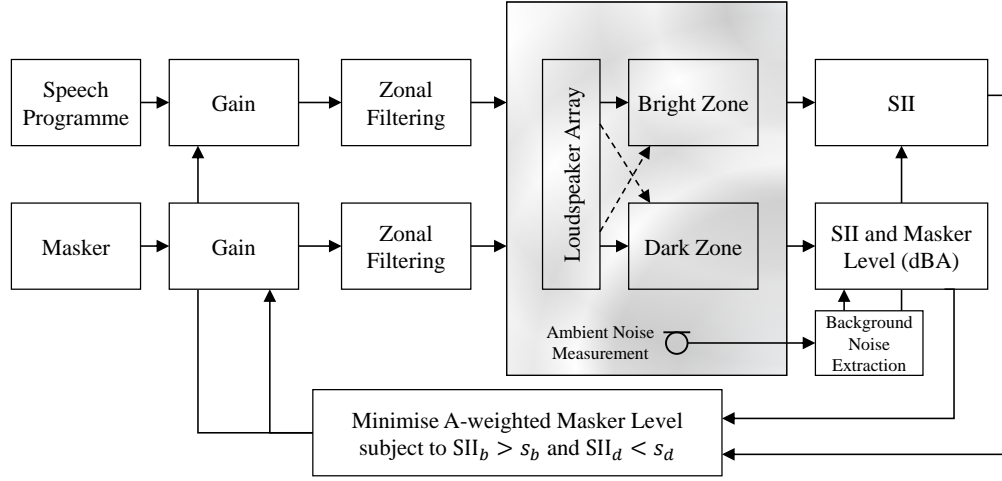 Speech
Programme
Gain
Zonal
Filtering
Loudspeaker Array
Bright Zone
SII
Masker
Gain
Zonal
Filtering
Dark Zone
SII and Masker
Level (dBA)
Ambient Noise
Measurement
Background
Noise
Extraction
Minimise A-weighted Masker Level
subject to SII_b > s_b and SII_d < s_d